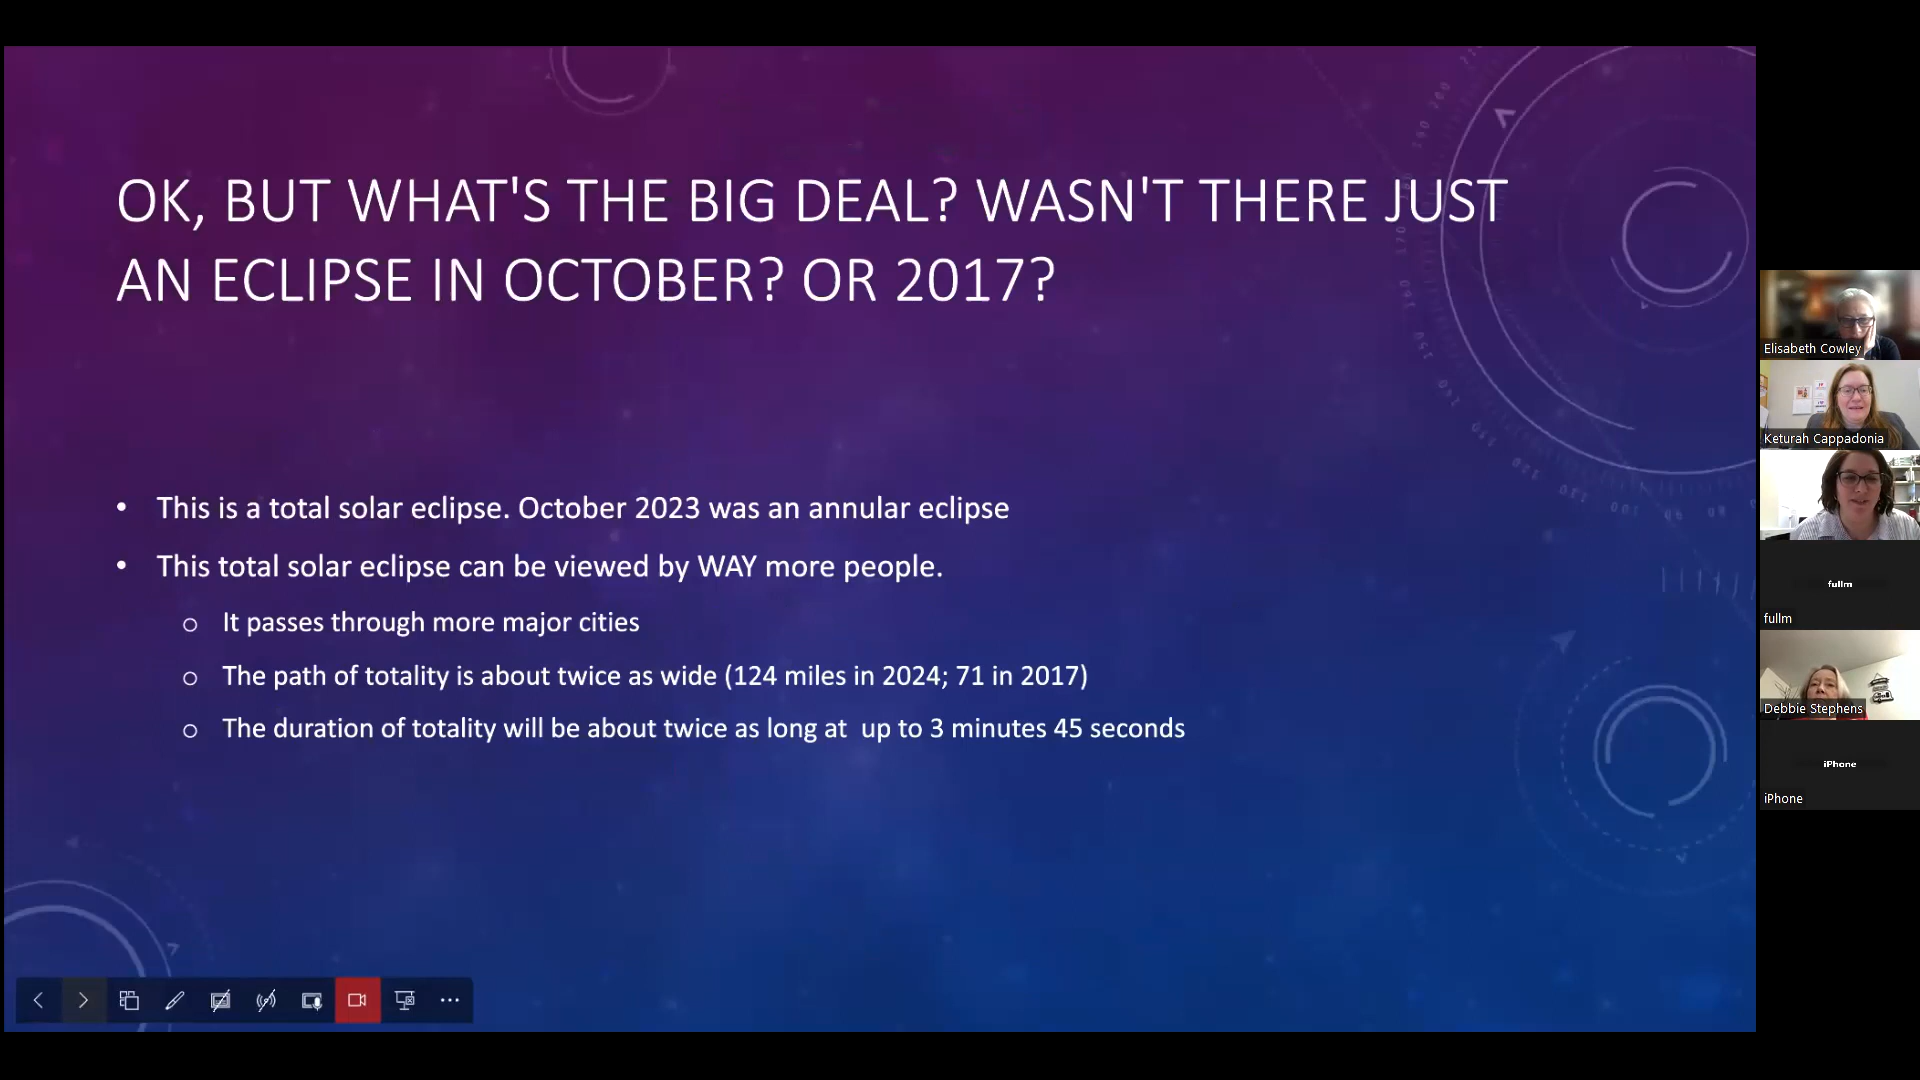 OK, BUT WHAT'S THE BIG DEAL? WASN'T THERE JUST
AN ECLIPSE IN OCTOBER? OR 2017?
• This is a total solar eclipse. October 2023 was an annular eclipse
• This total solar eclipse can be viewed by WAY more people.
o It passes through more major cities
o The path of totality is about twice as wide (124 miles in 2024; 71 in 2017)
o The duration of totality will be about twice as long at  up to 3 minutes 45 seconds
Elisabeth Cowley
Keturah Cappadonia
fullm
fullm
Debbie Stephens
iPhone
iPhone